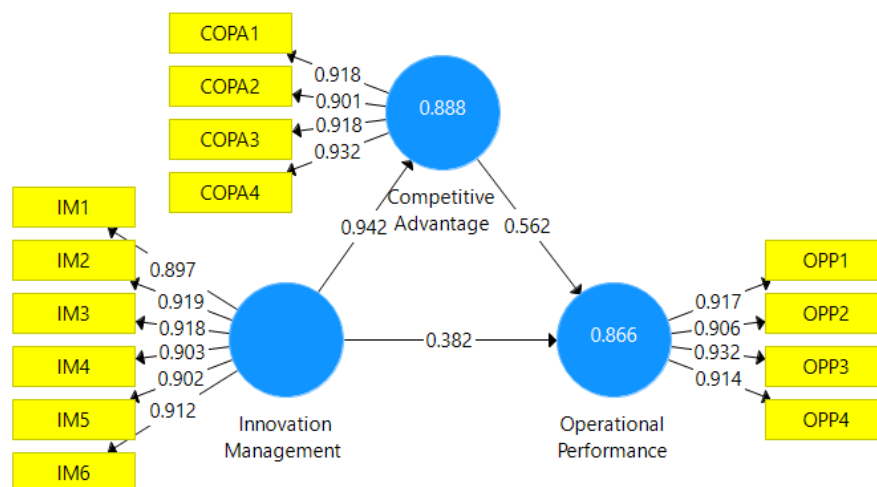 COPA1
COPA2
COPA3
COPA4
0.918
0.901
0.918
0.932
0.888
Competitive
Advantage
0.942
0.562
IM1
IM2
IM3
IM4
IM5
IM6
0.897
0.919
0.918
0.903
0.902
0.912
Innovation
Management
0.382
0.866
Operational
Performance
0.917
0.906
0.932
0.914
OPP1
OPP2
OPP3
OPP4